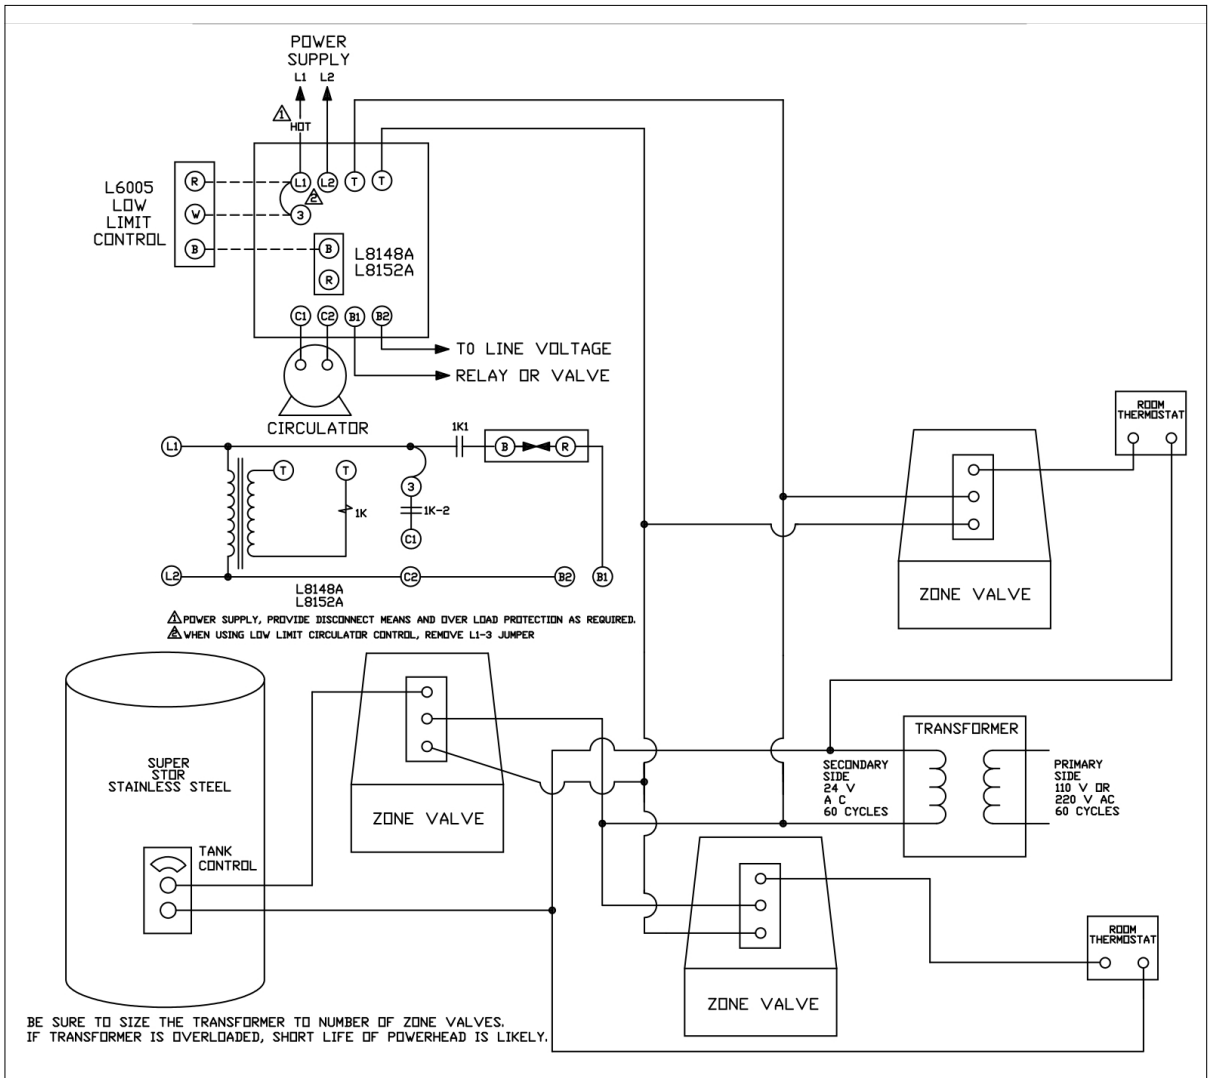 POWER
SUPPLY
L1 L2
1
HOT
L1 L2 T T
R
L6005
LOW
LIMIT
CONTROL
2
W
3
B
B
L8148A
L8152A
R
C1 C2 B1 B2
TO LINE VOLTAGE
RELAY OR VALVE
CIRCULATOR
ROOM
THERMOSTAT
1K1
L1
B R
T T
3
1K
1K-2
C1
L2
C2
B2
B1
L8148A
L8152A
ZONE VALVE
1 POWER SUPPLY, PROVIDE DISCONNECT MEANS AND OVER LOAD PROTECTION AS REQUIRED.
2 WHEN USING LOW LIMIT CIRCULATOR CONTROL, REMOVE L1-3 JUMPER
SUPER
STOR
STAINLESS STEEL
TANK
CONTROL
ZONE VALVE
TRANSFORMER
SECONDARY
SIDE
24 V
A C
60 CYCLES
PRIMARY
SIDE
110 V OR
220 V AC
60 CYCLES
ROOM
THERMOSTAT
ZONE VALVE
BE SURE TO SIZE THE TRANSFORMER TO NUMBER OF ZONE VALVES.
IF TRANSFORMER IS OVERLOADED, SHORT LIFE OF POWERHEAD IS LIKELY.